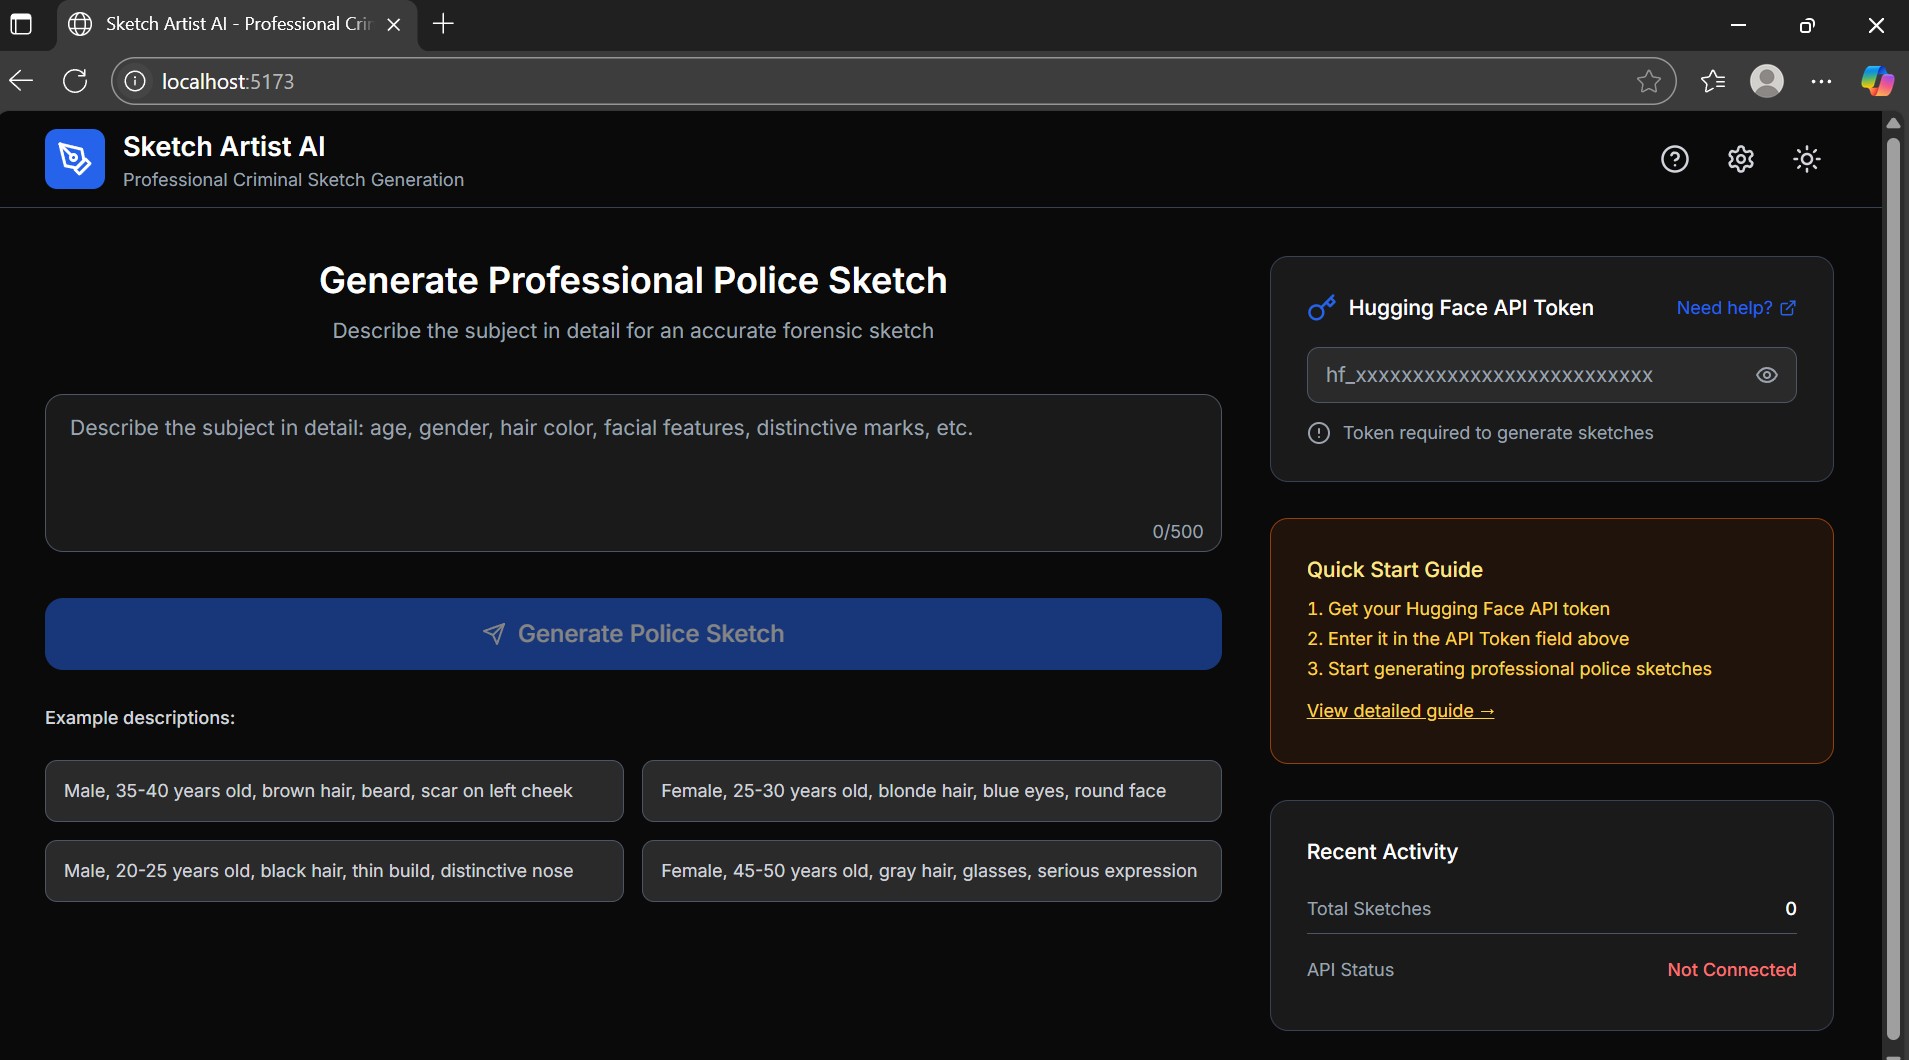 Sketch Artist AI - Professional Cri
localhost:5173
Sketch Artist AI
Professional Criminal Sketch Generation
Generate Professional Police Sketch
Describe the subject in detail for an accurate forensic sketch
Describe the subject in detail: age, gender, hair color, facial features, distinctive marks, etc.
0/500
Generate Police Sketch
Example descriptions:
Male, 35-40 years old, brown hair, beard, scar on left cheek
Female, 25-30 years old, blonde hair, blue eyes, round face
Male, 20-25 years old, black hair, thin build, distinctive nose
Female, 45-50 years old, gray hair, glasses, serious expression
Hugging Face API Token
Need help?
hf_xxxxxxxxxxxxxxxxxxxxxxxxxx
Token required to generate sketches
Quick Start Guide
1. Get your Hugging Face API token
2. Enter it in the API Token field above
3. Start generating professional police sketches
View detailed guide →
Recent Activity
Total Sketches 0
API Status Not Connected